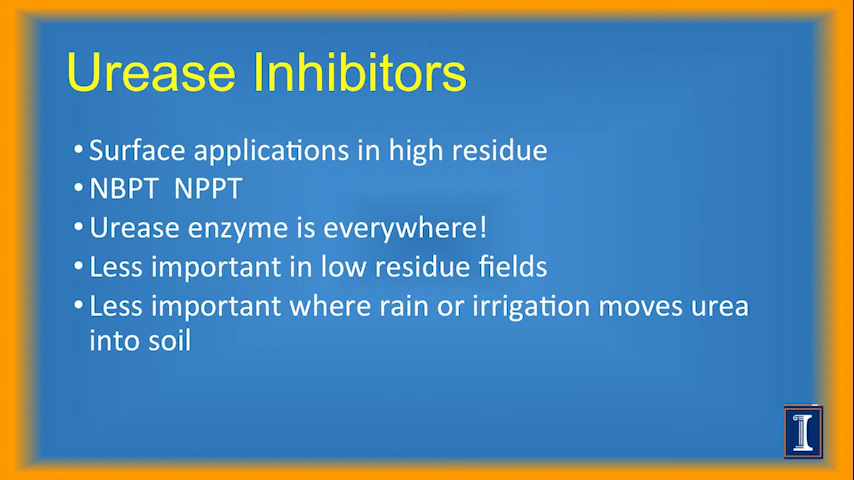 Urease Inhibitors
• Surface applications in high residue
• NBPT NPPT
• Urease enzyme is everywhere!
• Less important in low residue fields
• Less important where rain or irrigation moves urea
into soil
I